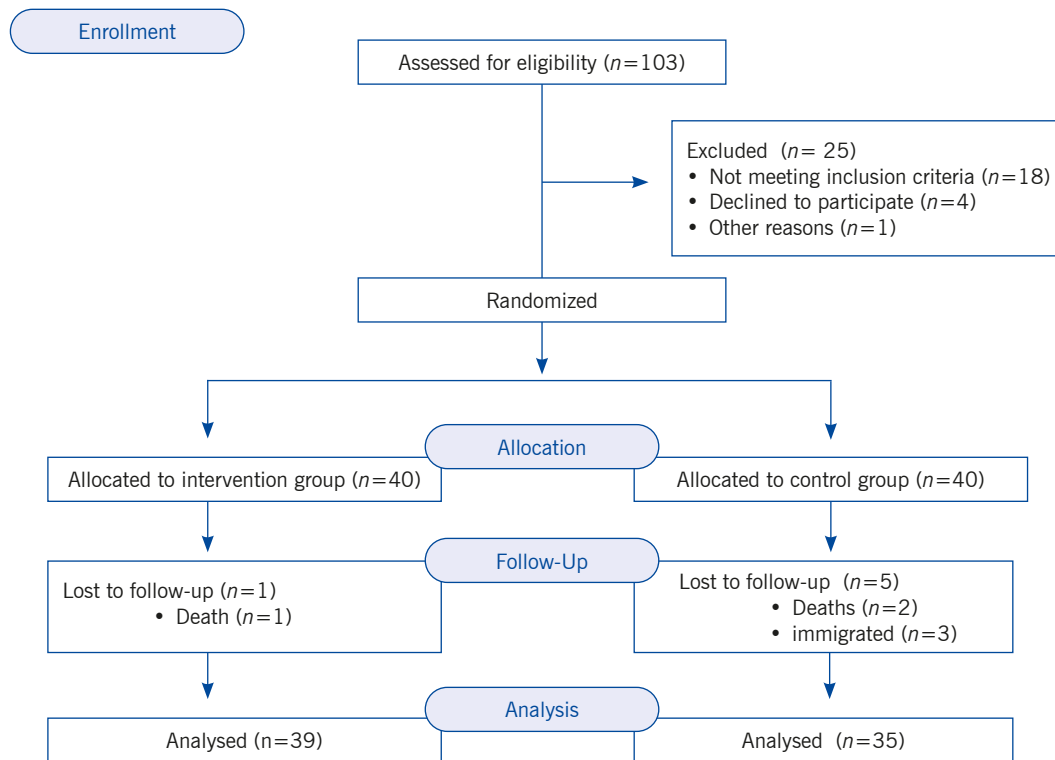 Enrollment
Assessed for eligibility (n=103)
Excluded (n= 25)
• Not meeting inclusion criteria (n=18)
• Declined to participate (n=4)
• Other reasons (n=1)
Randomized
Allocation
Allocated to intervention group (n=40)
Allocated to control group (n=40)
Follow-Up
Lost to follow-up (n=1)
• Death (n=1)
Lost to follow-up (n=5)
• Deaths (n=2)
• immigrated (n=3)
Analysis
Analysed (n=39)
Analysed (n=35)